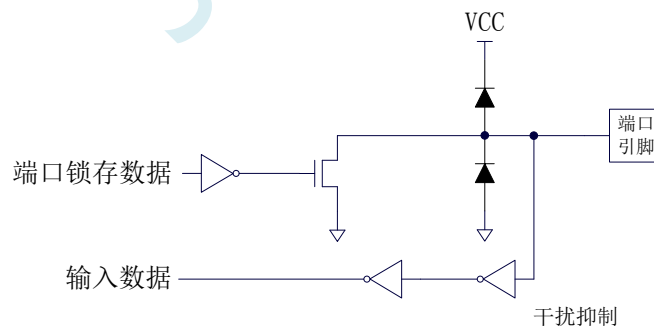 VCC
端口
引脚
端口锁存数据
输入数据
干扰抑制